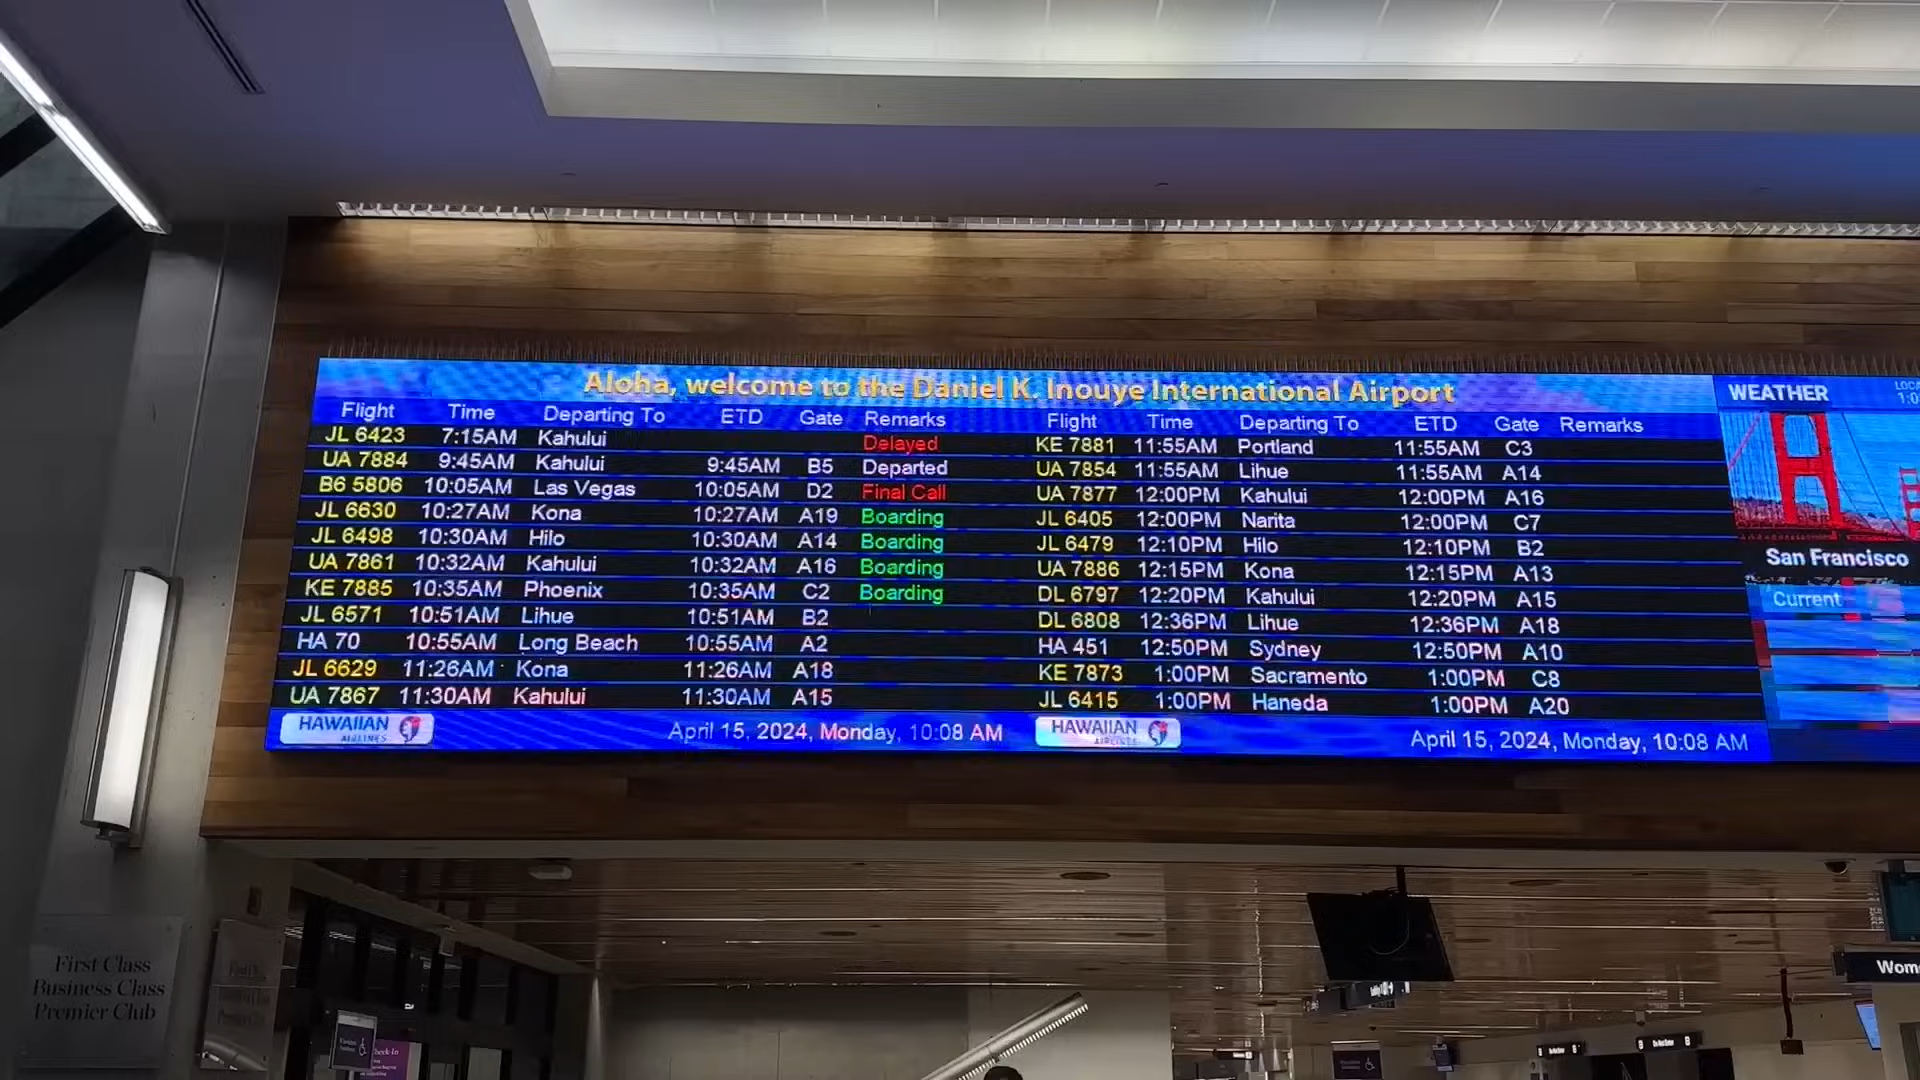 Aloha, welcome to the Daniel K. Inouye International Airport
Flight Time Departing To ETD Gate Remarks
JL 6423 7:15AM Kahului Delayed
UA 7884 9:45AM Kahului 9:45AM B5 Departed
B6 5806 10:05AM Las Vegas 10:05AM D2 Final Call
JL 6630 10:27AM Kona 10:27AM A19 Boarding
JL 6498 10:30AM Hilo 10:30AM A14 Boarding
UA 7861 10:32AM Kahului 10:32AM A16 Boarding
KE 7885 10:35AM Phoenix 10:35AM C2 Boarding
JL 6571 10:51AM Lihue 10:51AM B2
HA 70 10:55AM Long Beach 10:55AM A2
JL 6629 11:26AM Kona 11:26AM A18
UA 7867 11:30AM Kahului 11:30AM A15
HAWAIIAN
AIRLINES
April 15, 2024, Monday, 10:08 AM
Flight Time Departing To ETD Gate Remarks
KE 7881 11:55AM Portland 11:55AM C3
UA 7854 11:55AM Lihue 11:55AM A14
UA 7877 12:00PM Kahului 12:00PM A16
JL 6405 12:00PM Narita 12:00PM C7
JL 6479 12:10PM Hilo 12:10PM B2
UA 7886 12:15PM Kona 12:15PM A13
DL 6797 12:20PM Kahului 12:20PM A15
DL 6808 12:36PM Lihue 12:36PM A18
HA 451 12:50PM Sydney 12:50PM A10
KE 7873 1:00PM Sacramento 1:00PM C8
JL 6415 1:00PM Haneda 1:00PM A20
HAWAIIAN
AIRLINES
April 15, 2024, Monday, 10:08 AM
WEATHER
San Francisco
Current
First Class
Business Class
Premier Club